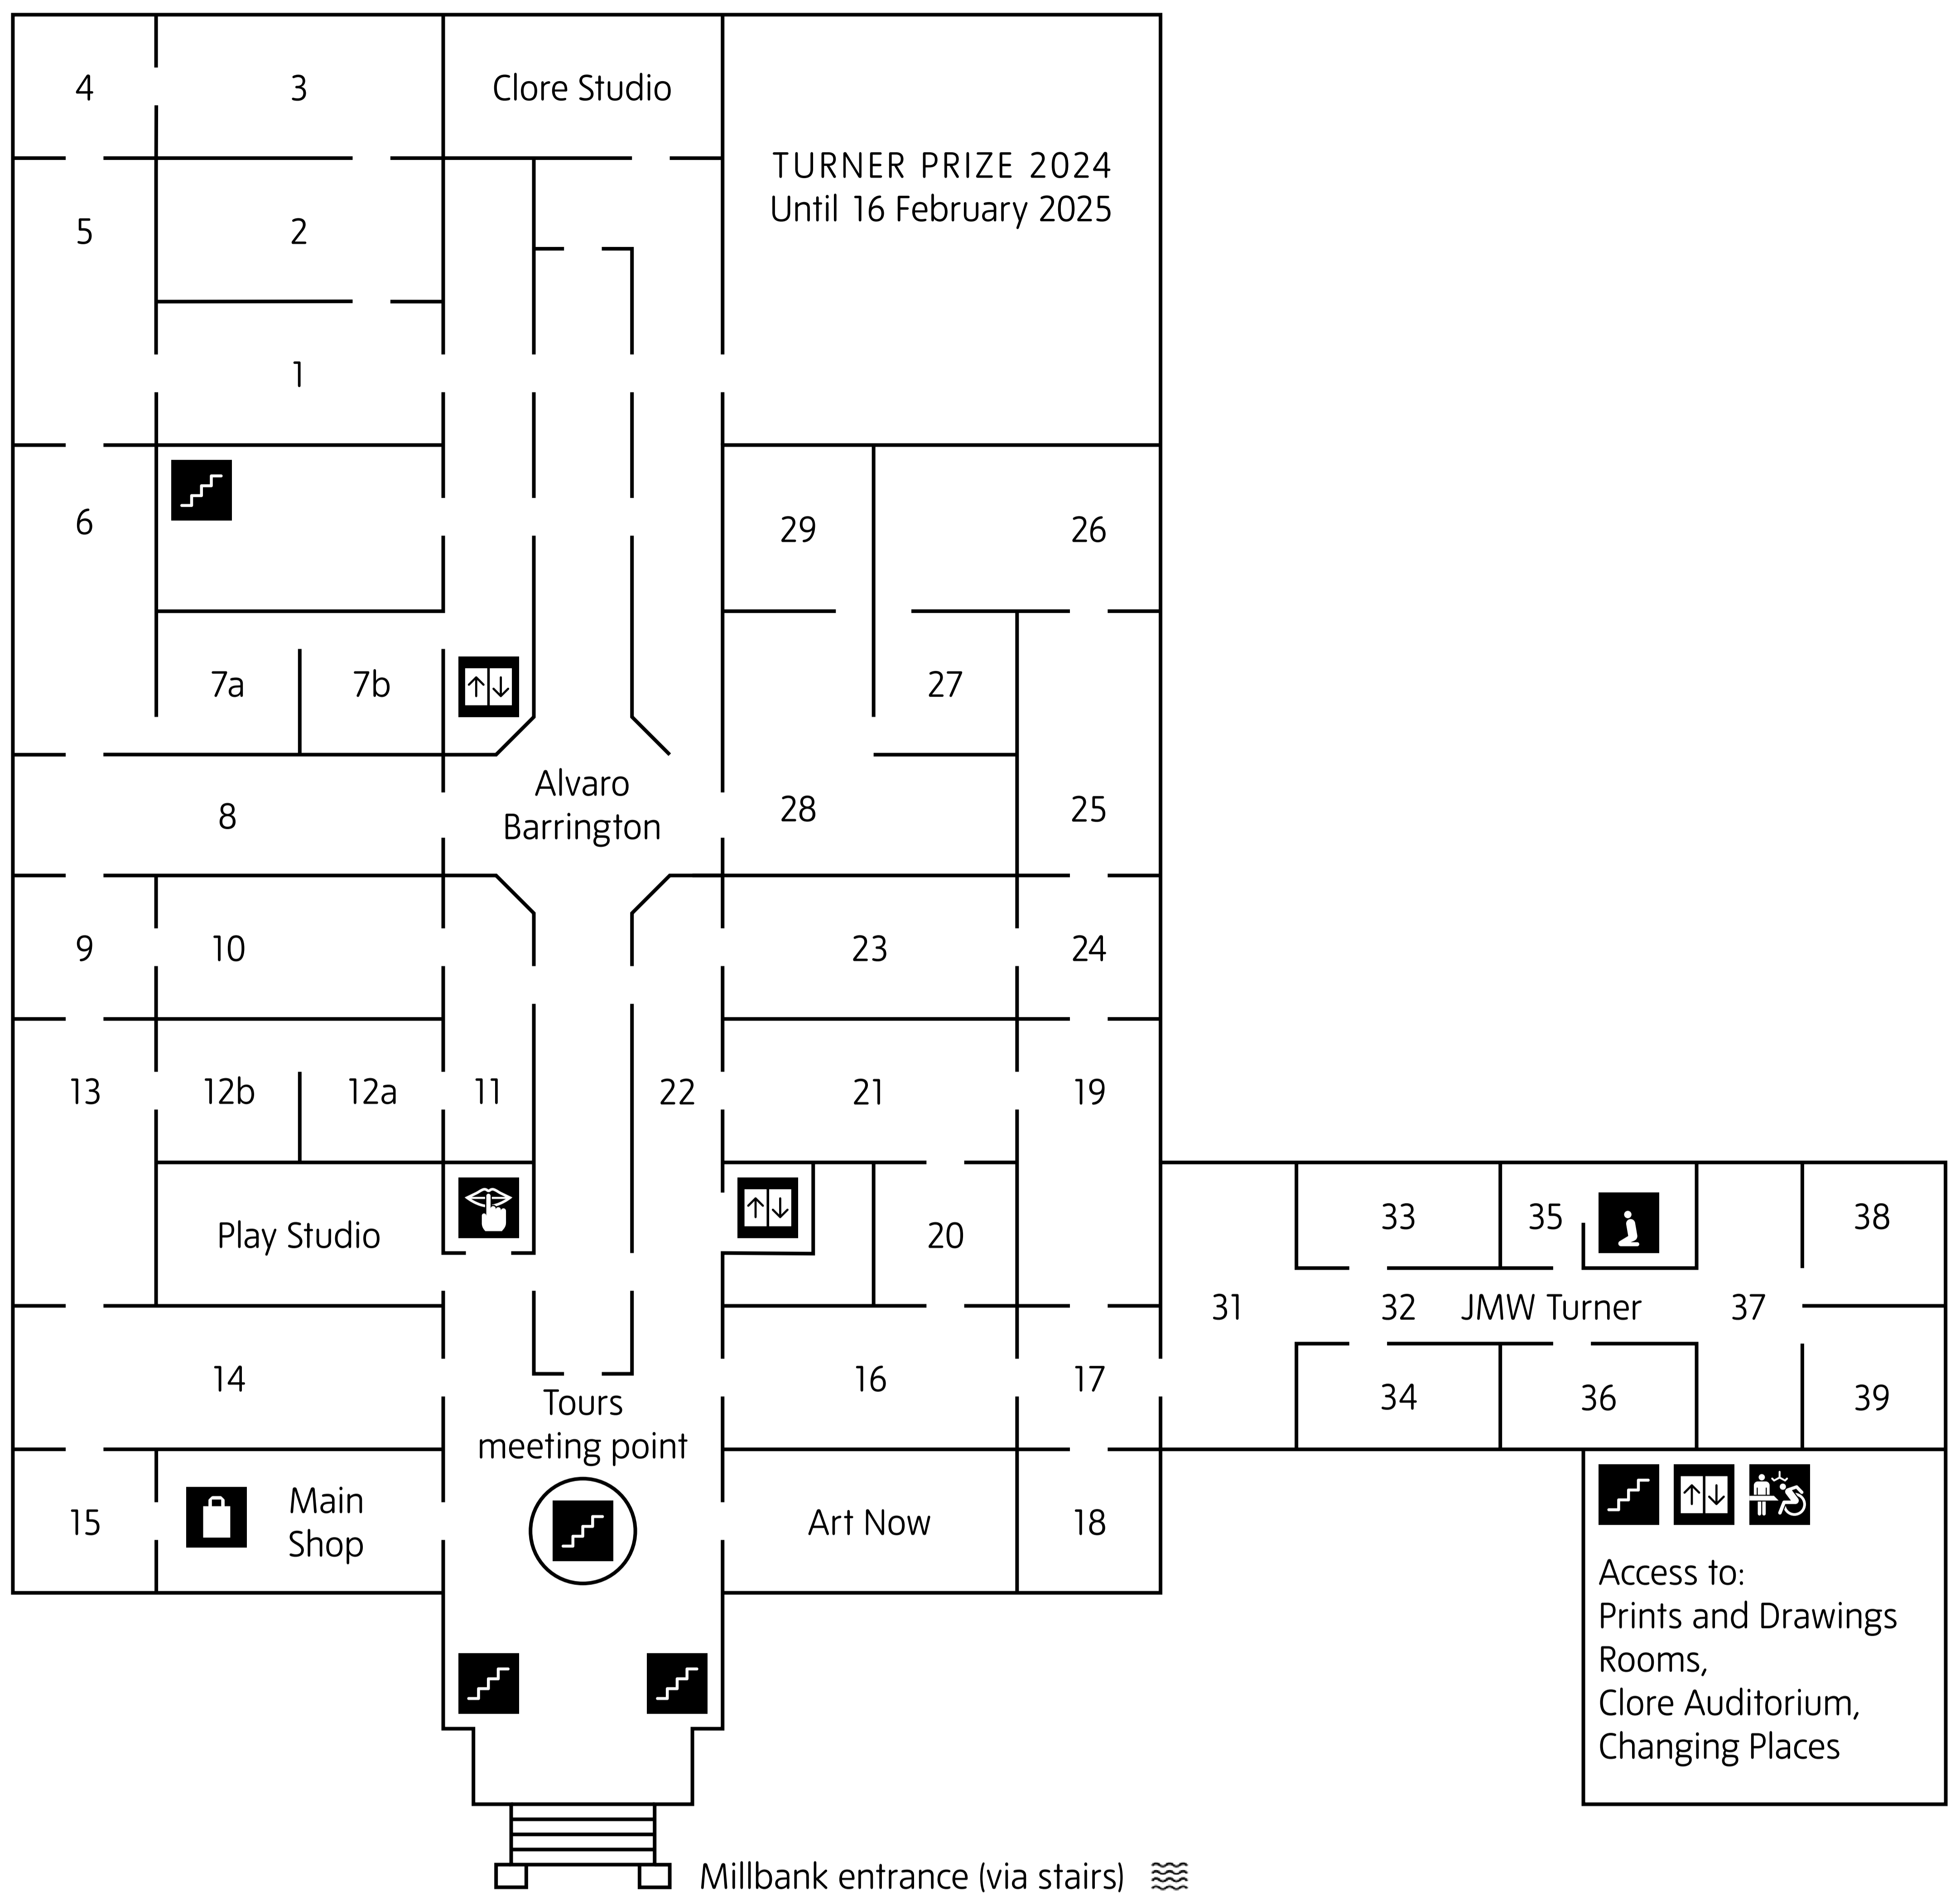 4
3
Clore Studio
TURNER PRIZE 2024
Until 16 February 2025
5
2
1
6
29
26
7a
7b
27
Alvaro
Barrington
8
28
25
9
10
23
24
13
12b
12a
11
22
21
19
Play Studio
20
33
35
38
31
32
JMW Turner
37
14
Tours
meeting point
16
17
34
36
39
15
Main
Shop
Art Now
18
Access to:
Prints and Drawings
Rooms,
Clore Auditorium,
Changing Places
Millbank entrance (via stairs)